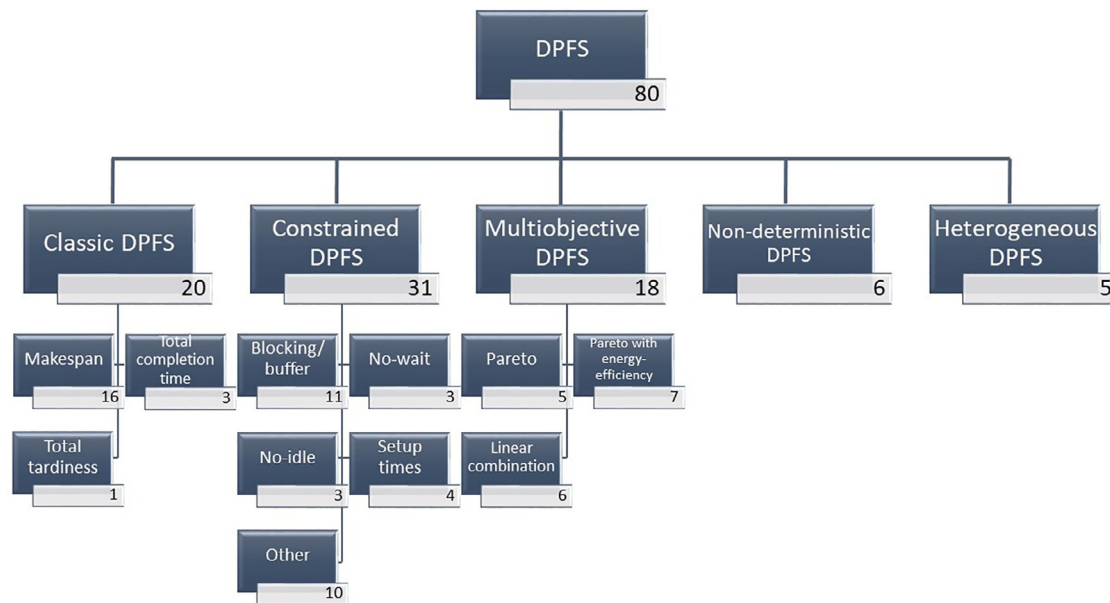 DPFS
80
Classic DPFS
20
Constrained
DPFS
31
Multiobjective
DPFS
18
Non-deterministic
DPFS
6
Heterogeneous
DPFS
5
Makespan
16
Total
completion
time
3
Total
tardiness
1
Blocking/
buffer
11
No-wait
3
No-idle
3
Setup
times
4
Other
10
Pareto
5
Pareto with
energy-
efficiency
7
Linear
combination
6